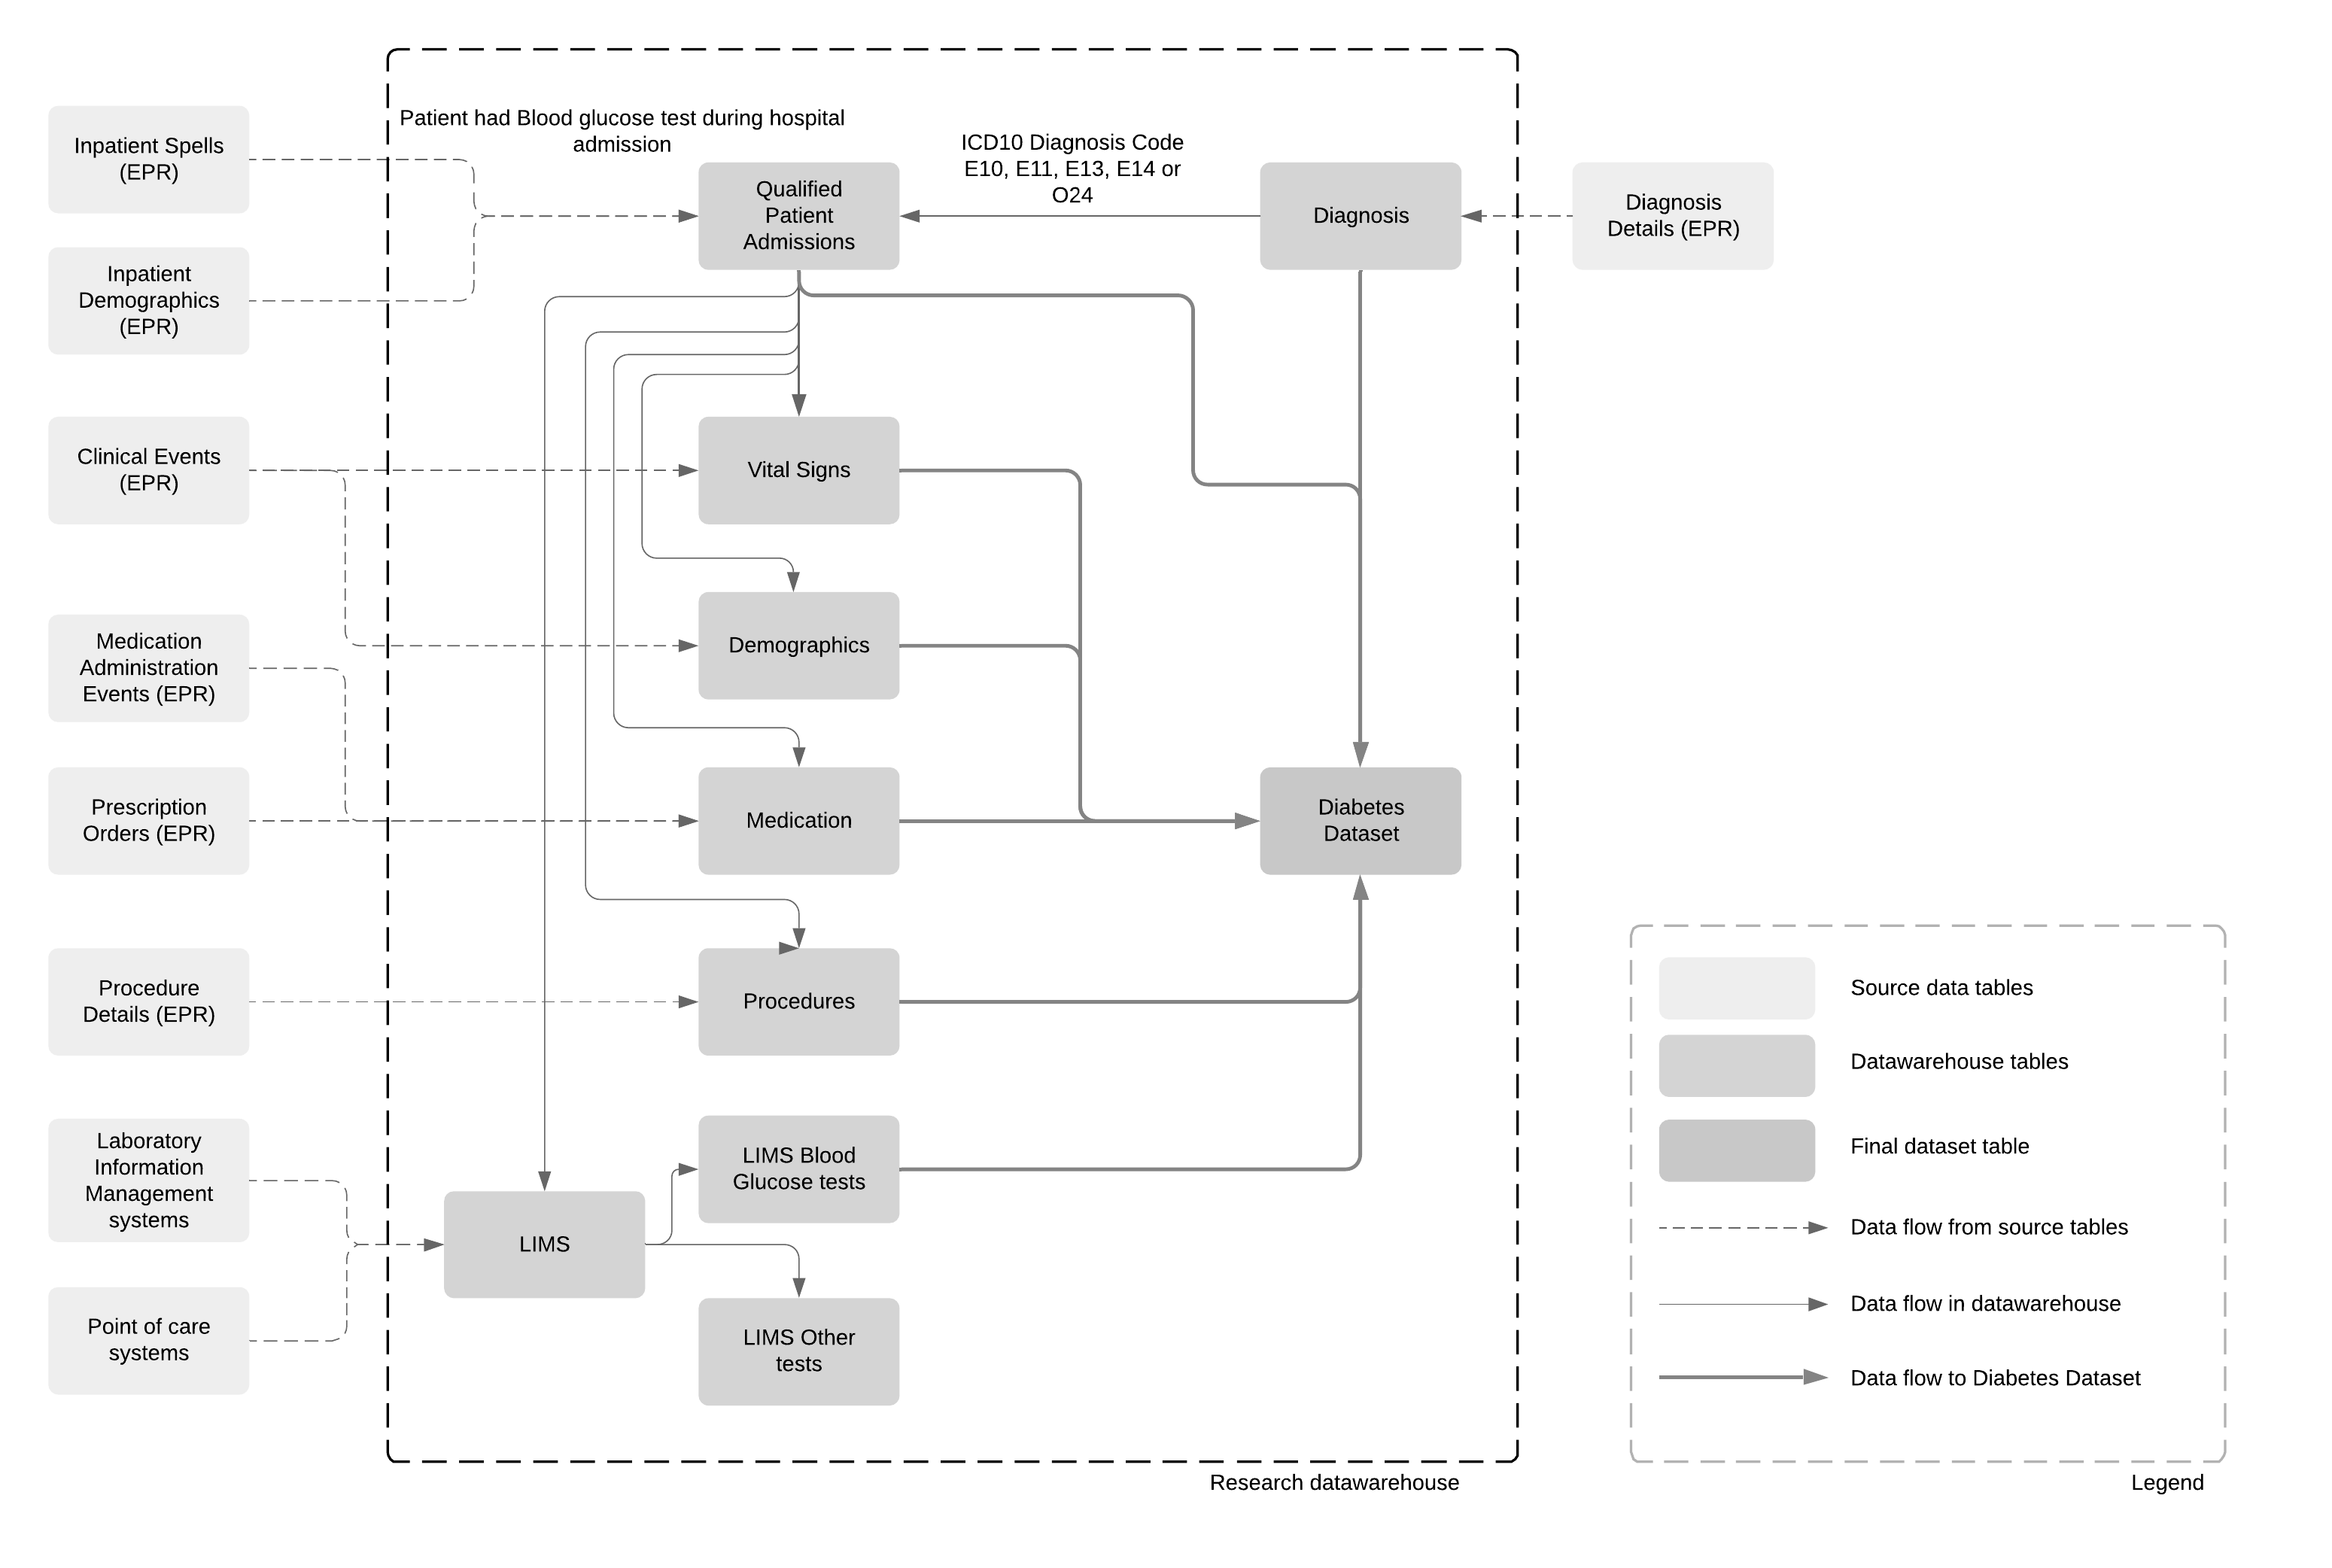 Patient had Blood glucose test during hospital
admission
Inpatient Spells
(EPR)
ICD10 Diagnosis Code
E10, E11, E13, E14 or
O24
Qualified
Patient
Admissions
Diagnosis
Diagnosis
Details (EPR)
Inpatient
Demographics
(EPR)
Clinical Events
(EPR)
Vital Signs
Medication
Administration
Events (EPR)
Demographics
Prescription
Orders (EPR)
Medication
Diabetes
Dataset
Procedure
Details (EPR)
Procedures
Laboratory
Information
Management
systems
LIMS Blood
Glucose tests
LIMS
Point of care
systems
LIMS Other
tests
Research datawarehouse
Source data tables
Datawarehouse tables
Final dataset table
Data flow from source tables
Data flow in datawarehouse
Data flow to Diabetes Dataset
Legend